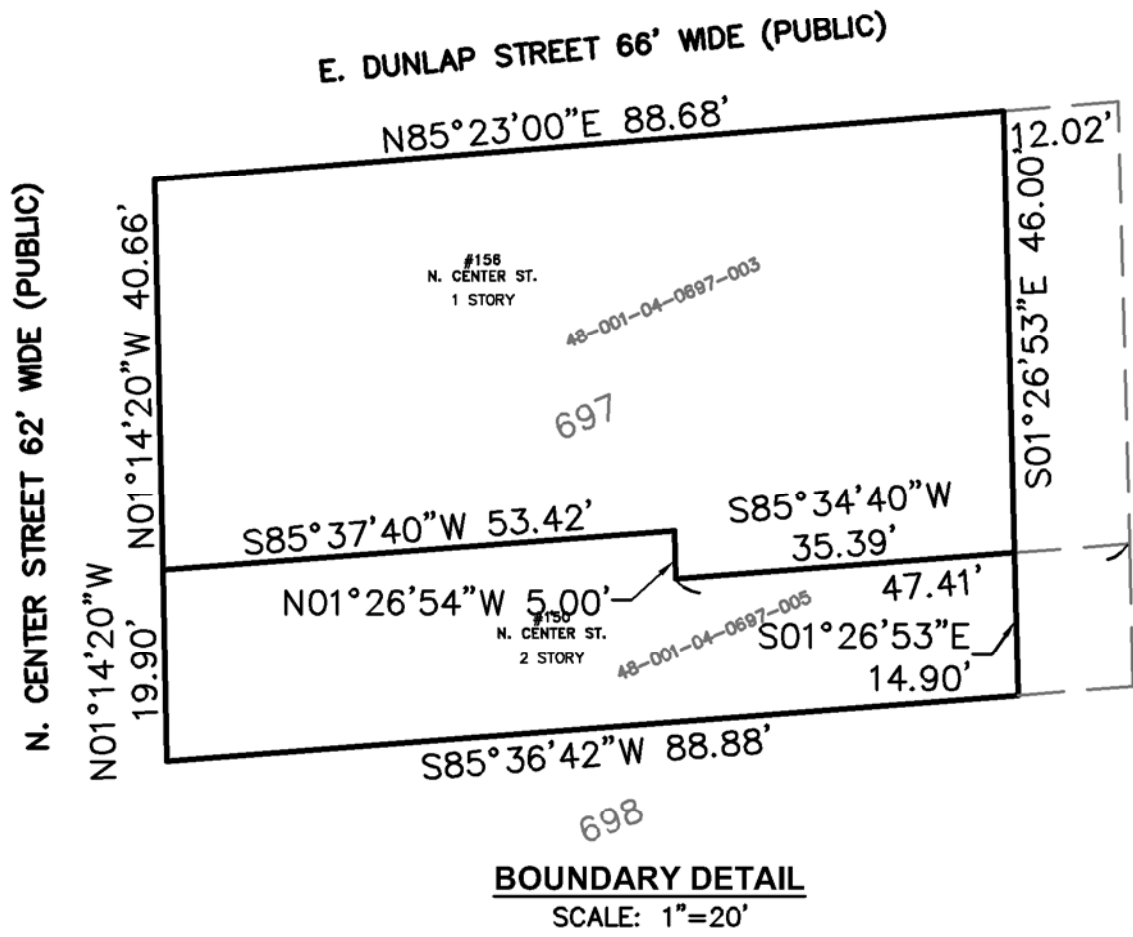 E. DUNLAP STREET 66' WIDE (PUBLIC)
N85°23'00"E 88.68'
12.02'
N. CENTER STREET 62' WIDE (PUBLIC)
N01°14'20"W 40.66'
S01°26'53"E 46.00'
#156
N. CENTER ST.
1 STORY
48-001-04-0697-003
697
S85°37'40"W 53.42'
S85°34'40"W
35.39'
47.41'
N01°26'54"W 5.00'
N01°14'20"W
19.90'
#150
N. CENTER ST.
2 STORY
48-001-04-0697-005
S01°26'53"E
14.90'
S85°36'42"W 88.88'
698
BOUNDARY DETAIL
SCALE: 1"=20'